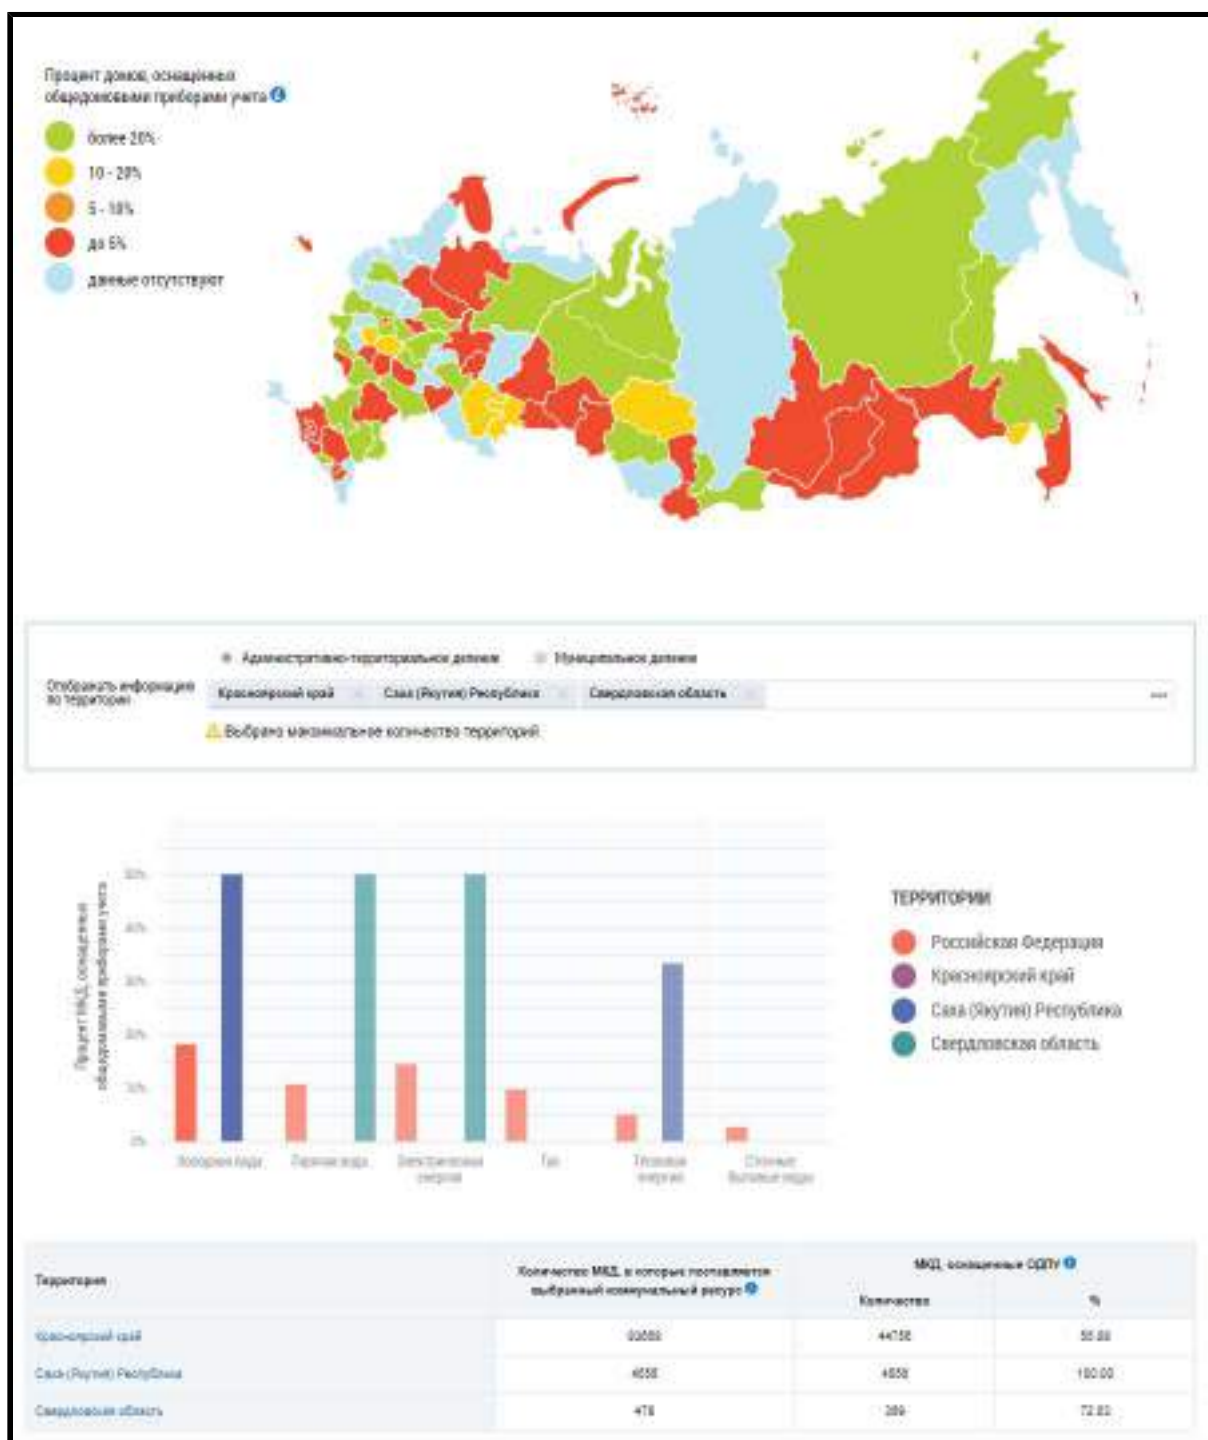 Процент домов, оснащённых
общедомовыми приборами учета
более 20%
10 - 20%
5 - 10%
до 5%
данные отсутствуют
Административно-территориальное деление
Муниципальное деление
Отображать информацию
по территории
Красноярский край
Саха (Якутия) Республика
Свердловская область
Выбрано максимальное количество территорий
Процент МКД, оснащенных
общедомовыми приборами учета
50%
40%
30%
20%
10%
0%
Холодная вода
Горячая вода
Электрическая
энергия
Газ
Тепловая
энергия
Сточные
бытовые воды
ТЕРРИТОРИИ
Российская Федерация
Красноярский край
Саха (Якутия) Республика
Свердловская область
Территория
Количество МКД, в которые поставляется
выбранный коммунальный ресурс
МКД, оснащенные ОДПУ
Количество
%
Красноярский край
Саха (Якутия) Республика
100.00
Свердловская область